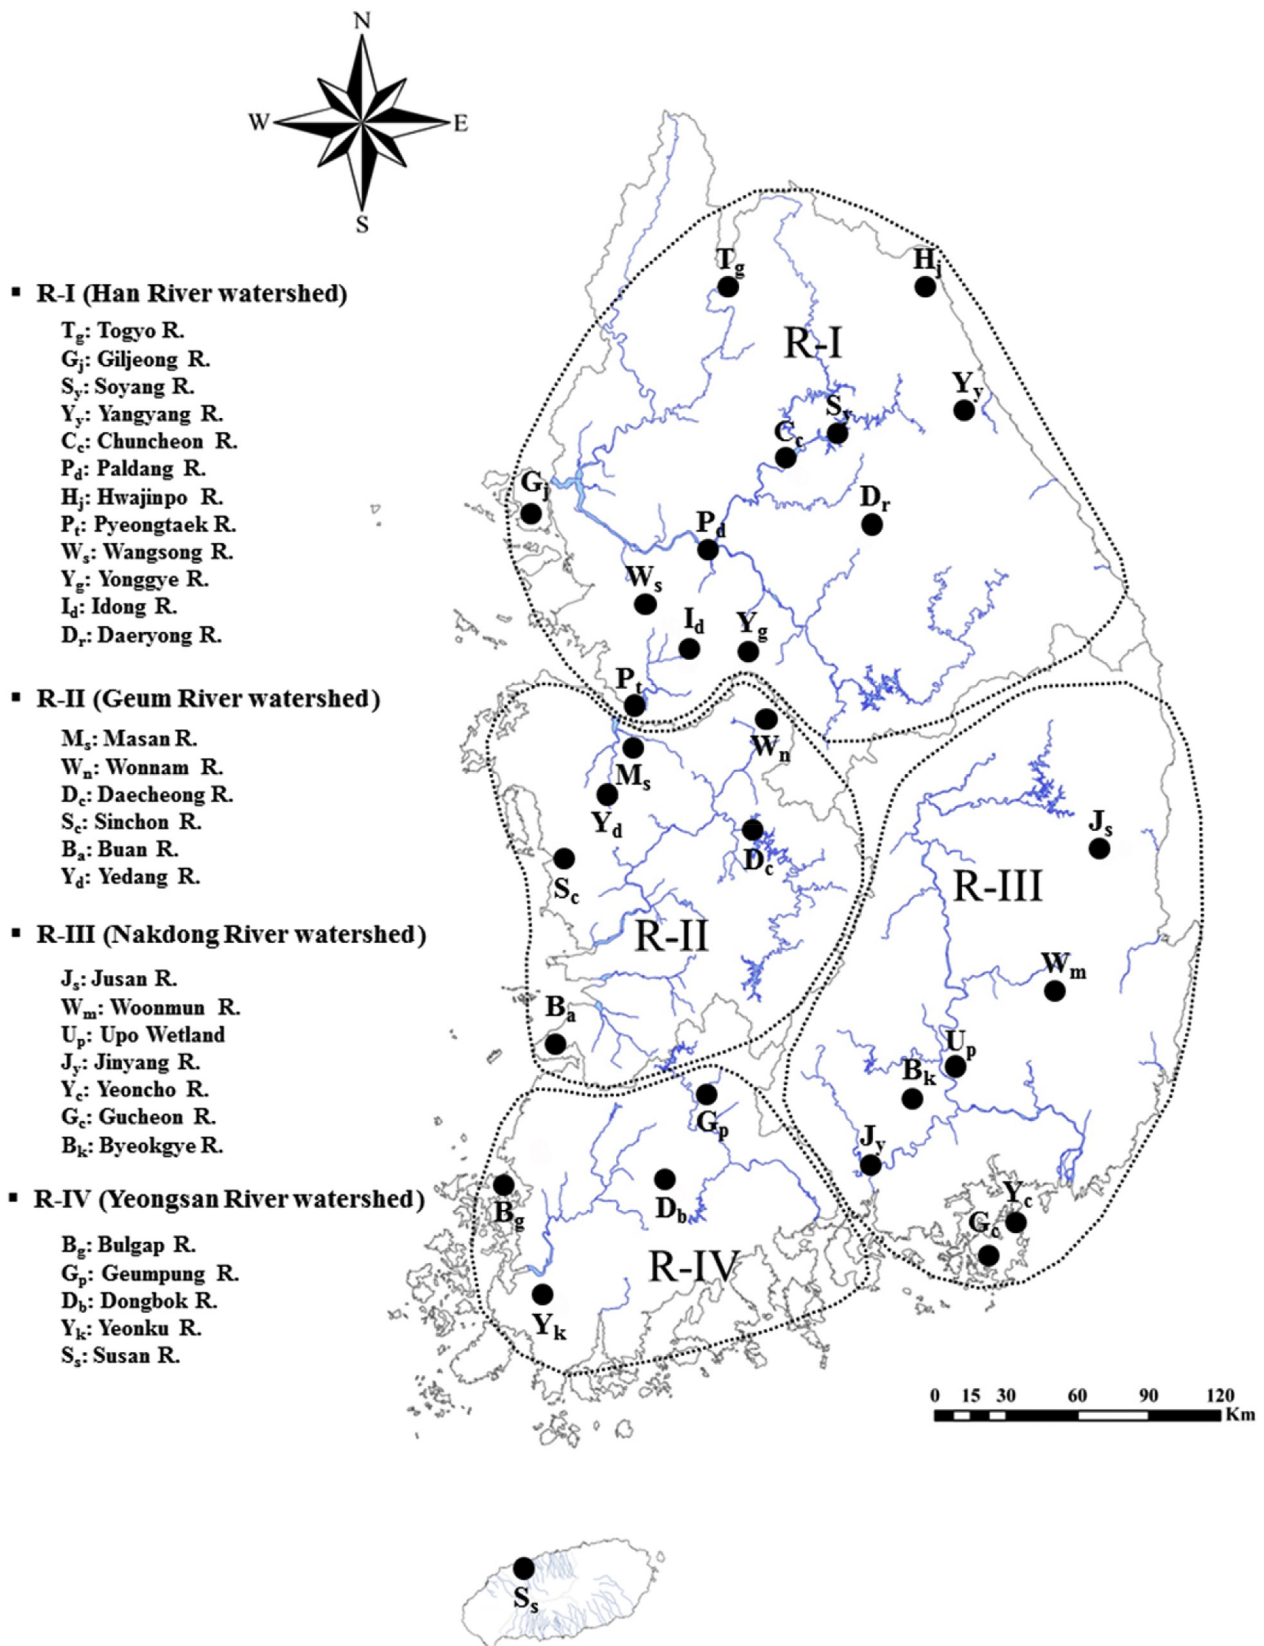 N
W E
S
▪ R-I (Han River watershed)
Tg: Togyo R.
Gj: Giljeong R.
Sy: Soyang R.
Yy: Yangyang R.
Cc: Chuncheon R.
Pd: Paldang R.
Hj: Hwajinpo R.
Pt: Pyeongtaek R.
Ws: Wangsong R.
Yg: Yonggye R.
Id: Idong R.
Dr: Daeryong R.
▪ R-II (Geum River watershed)
Ms: Masan R.
Wn: Wonnam R.
Dc: Daecheong R.
Sc: Sinchon R.
Ba: Buan R.
Yd: Yedang R.
▪ R-III (Nakdong River watershed)
Js: Jusan R.
Wm: Woonmun R.
Up: Upo Wetland
Jy: Jinyang R.
Yc: Yeoncho R.
Gc: Gucheon R.
Bk: Byeokgye R.
▪ R-IV (Yeongsan River watershed)
Bg: Bulgap R.
Gp: Geumpung R.
Db: Dongbok R.
Yk: Yeonku R.
Ss: Susan R.
Tg
Hj
R-I
Yy
Sy
Cc
Gj
Dr
Pd
Ws
Id
Yg
Pt
Wn
Ms
Yd
Dc
Js
Sc
R-III
R-II
Wm
Ba
Up
Bk
Gp
Jy
Yc
Bg
Db
Gc
R-IV
Yk
0 15 30 60 90 120
Km
Ss